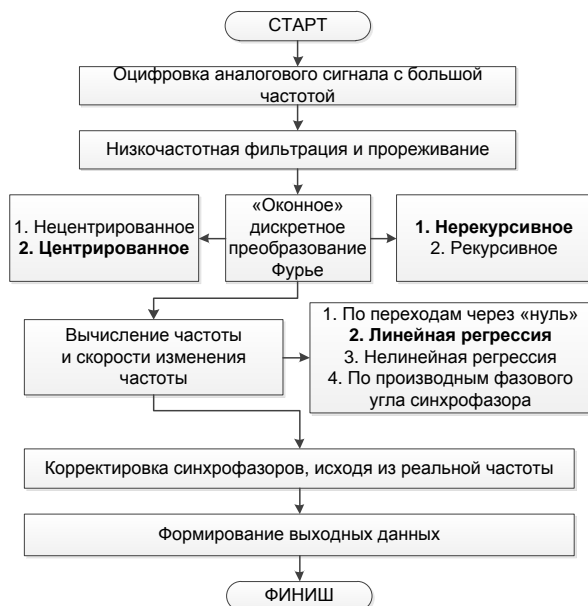 СТАРТ
Оцифровка аналогового сигнала с большой
частотой
Низкочастотная фильтрация и прореживание
1. Нецентрированное
2. Центрированное
«Оконное»
дискретное
преобразование
Фурье
1. Нерекурсивное
2. Рекурсивное
Вычисление частоты
и скорости изменения
частоты
1. По переходам через «нуль»
2. Линейная регрессия
3. Нелинейная регрессия
4. По производным фазового
угла синхрофазора
Корректировка синхрофазоров, исходя из реальной частоты
Формирование выходных данных
ФИНИШ